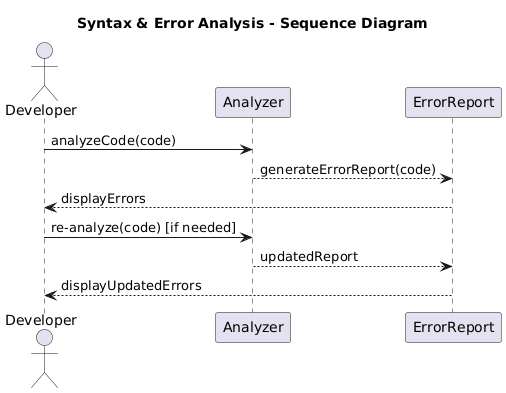 Syntax & Error Analysis - Sequence Diagram
Developer
Analyzer
ErrorReport
analyzeCode(code)
generateErrorReport(code)
displayErrors
re-analyze(code) [if needed]
updatedReport
displayUpdatedErrors
Developer
Analyzer
ErrorReport